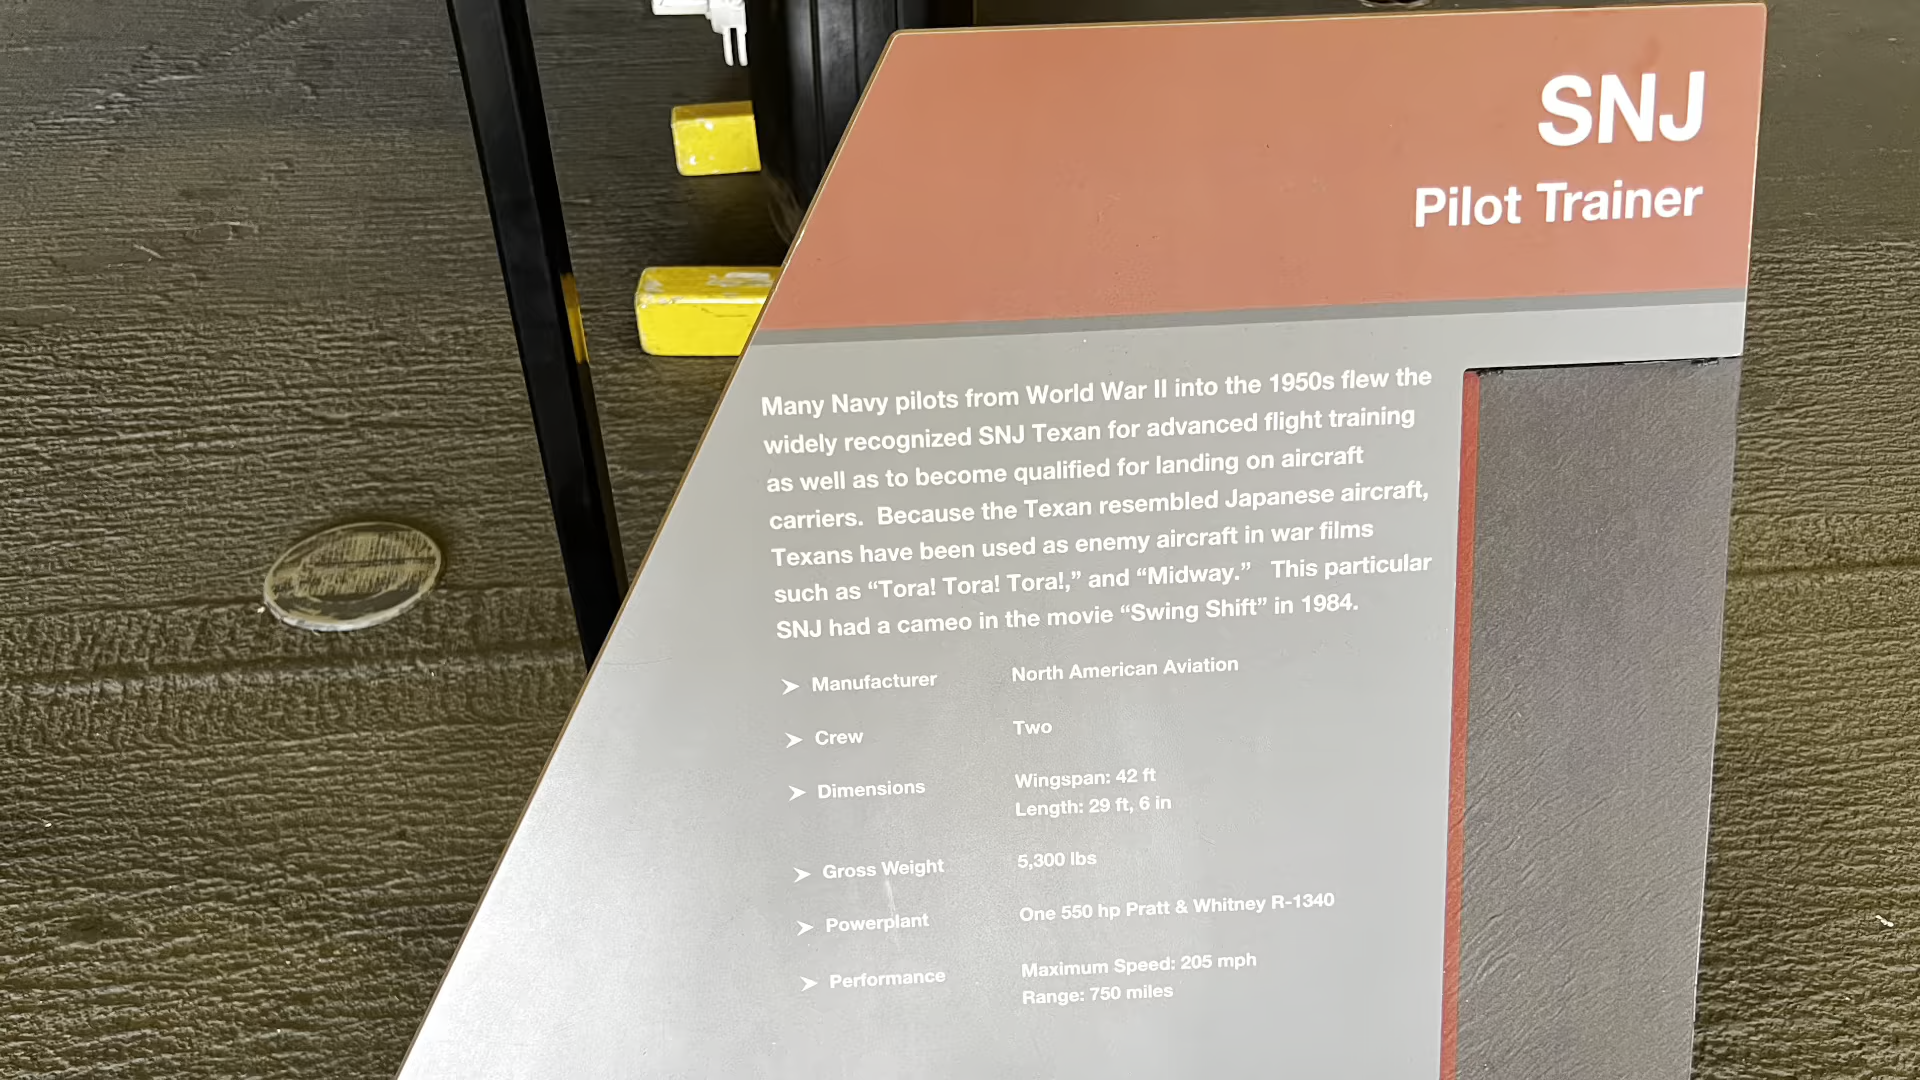 SNJ
Pilot Trainer
Many Navy pilots from World War II into the 1950s flew the
widely recognized SNJ Texan for advanced flight training
as well as to become qualified for landing on aircraft
carriers.  Because the Texan resembled Japanese aircraft,
Texans have been used as enemy aircraft in war films
such as “Tora! Tora! Tora!,” and “Midway.”   This particular
SNJ had a cameo in the movie “Swing Shift” in 1984.
➤ Manufacturer North American Aviation
➤ Crew Two
➤ Dimensions Wingspan: 42 ft
Length: 29 ft, 6 in
➤ Gross Weight 5,300 lbs
➤ Powerplant One 550 hp Pratt & Whitney R-1340
➤ Performance Maximum Speed: 205 mph
Range: 750 miles